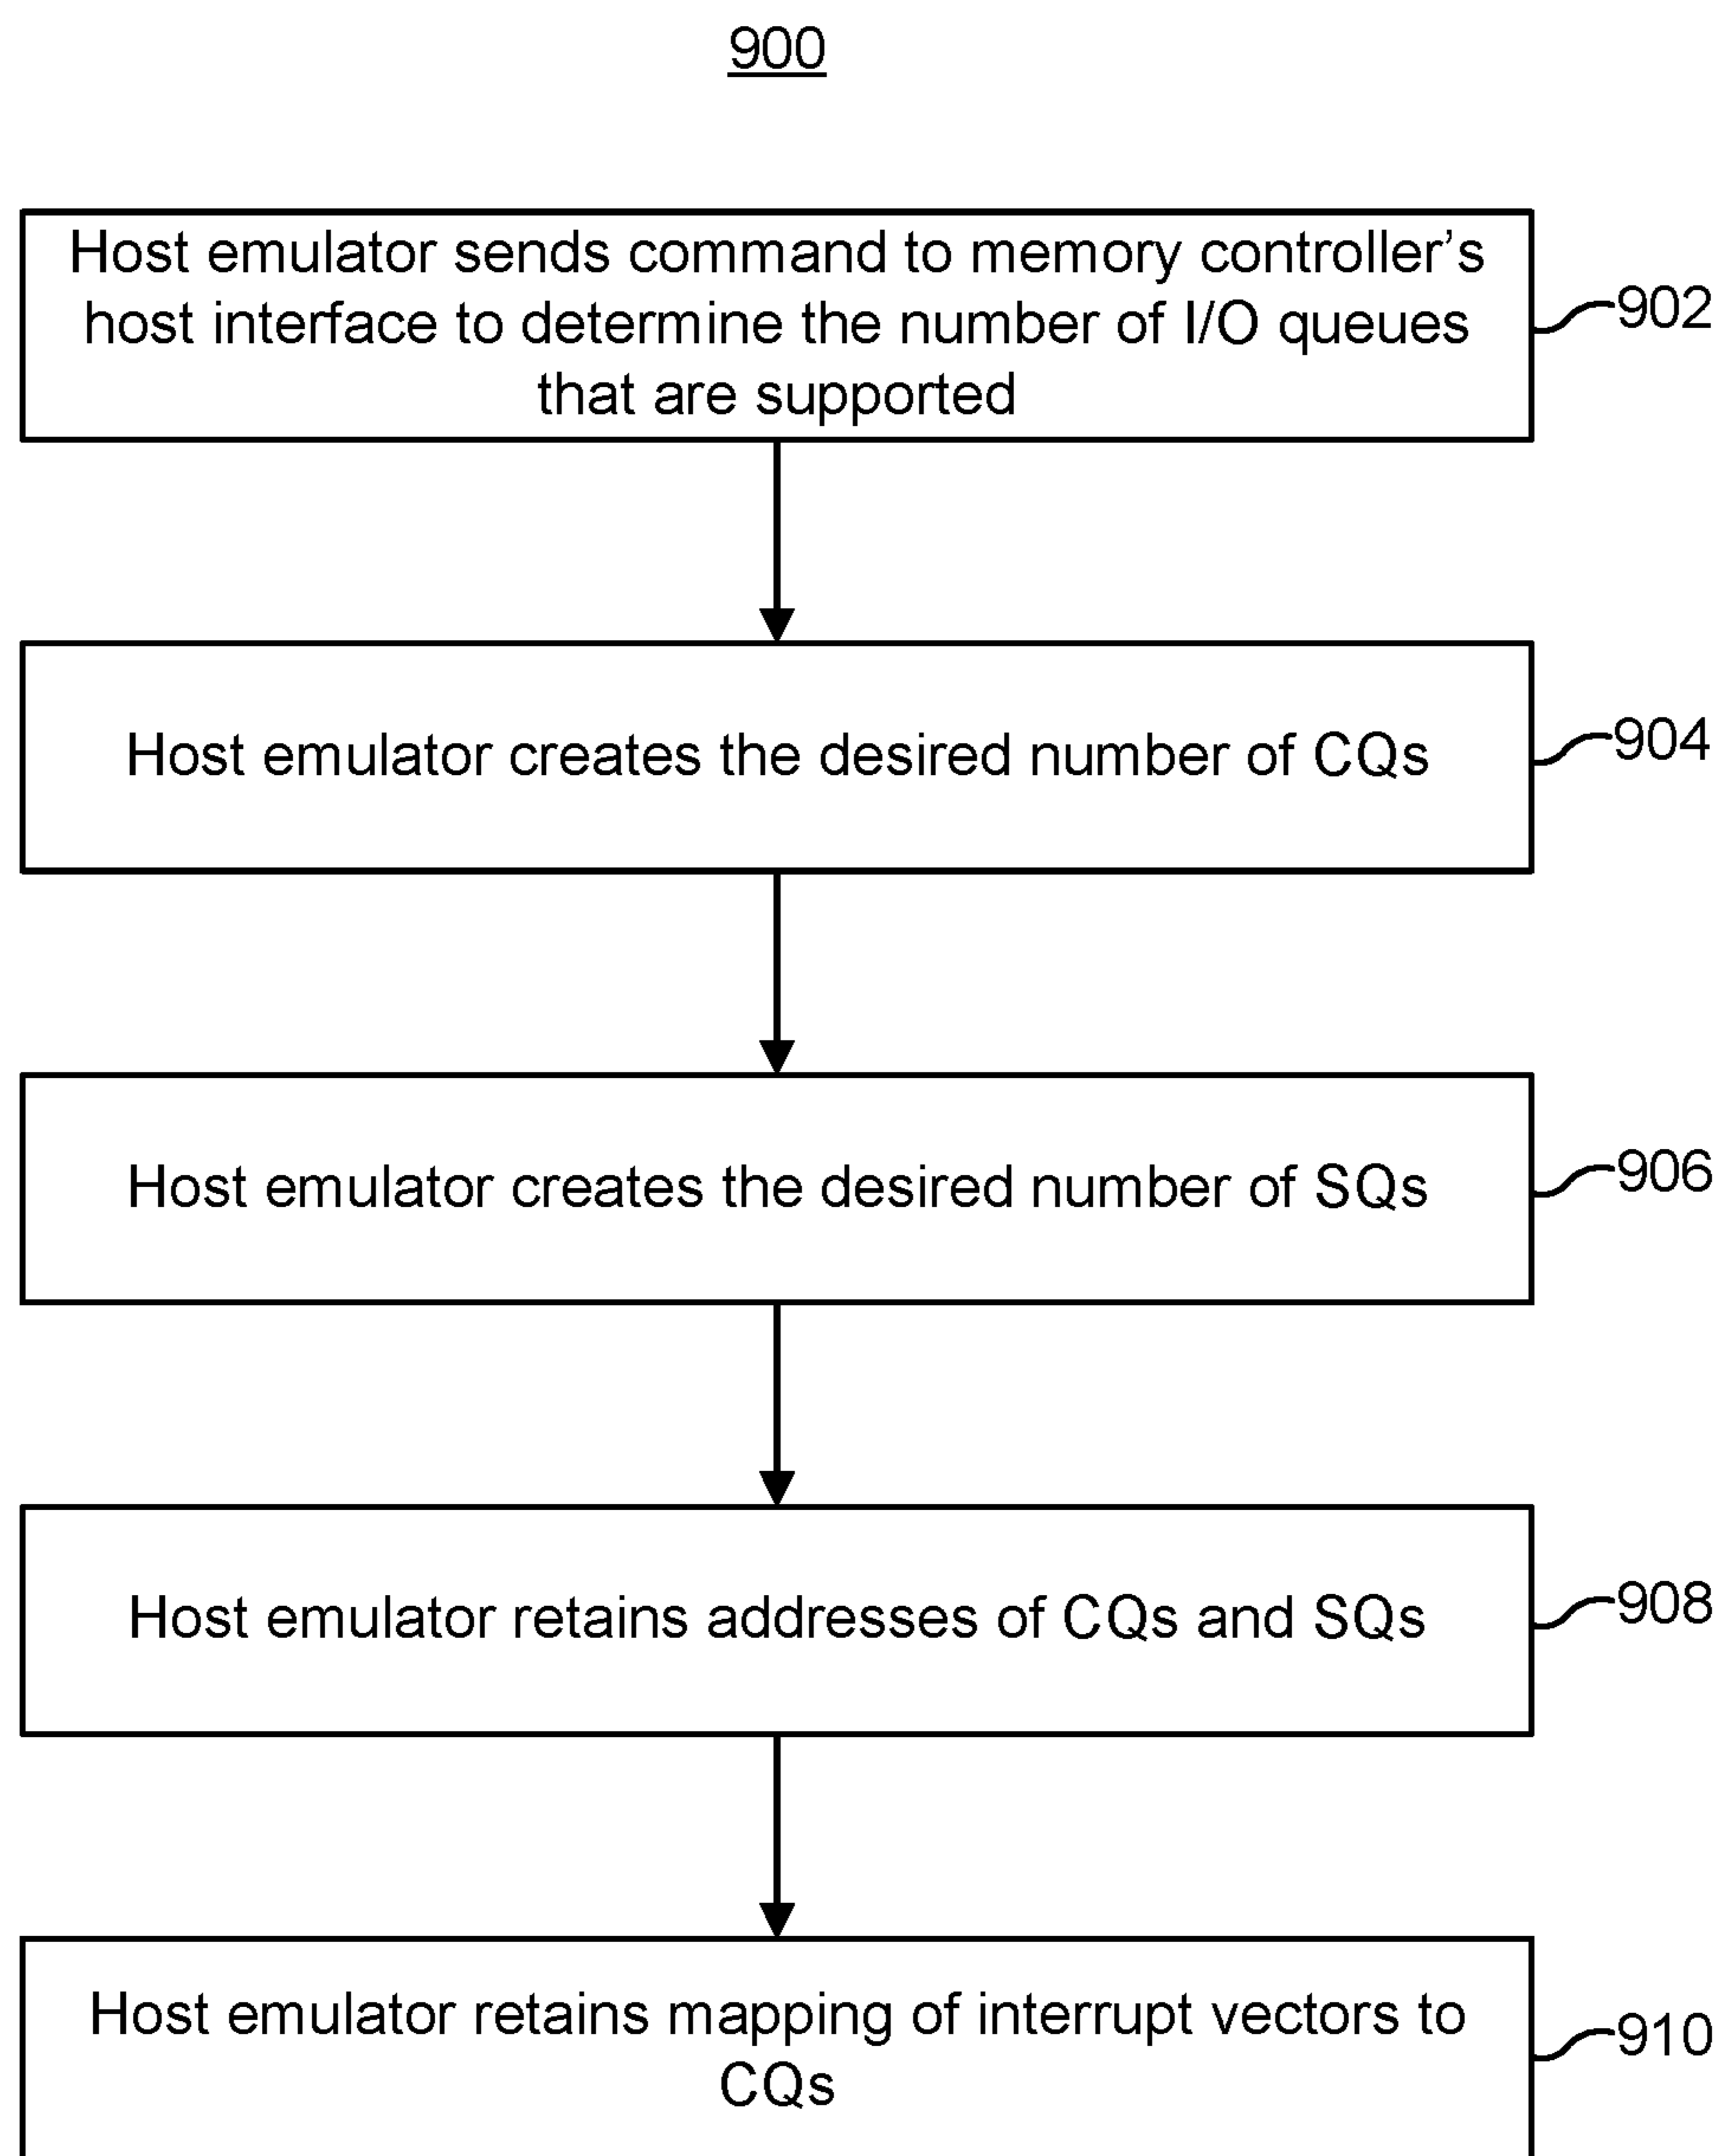 900
Host emulator sends command to memory controller’s
host interface to determine the number of I/O queues
that are supported
902
Host emulator creates the desired number of CQs
904
Host emulator creates the desired number of SQs
906
Host emulator retains addresses of CQs and SQs
908
Host emulator retains mapping of interrupt vectors to
CQs
910